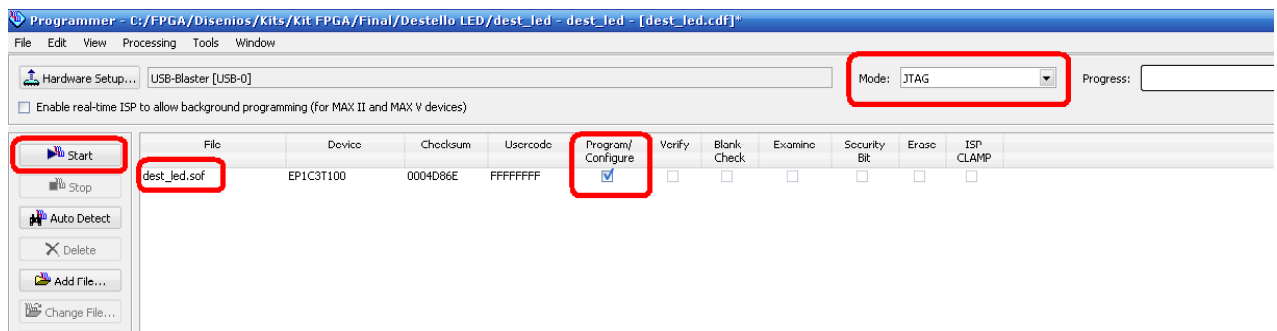 Programmer - C:/FPGA/Disenios/Kits/Kit FPGA/Final/Destello LED/dest_led - dest_led - [dest_led.cdf]*
File Edit View Processing Tools Window
Hardware Setup... USB-Blaster [USB-0] Mode: JTAG Progress:
Enable real-time ISP to allow background programming (for MAX II and MAX V devices)
Start
Stop
Auto Detect
Delete
Add File...
Change File...
File Device Checksum Usercode Program/ Verify Blank Examine Security Erase ISP
Configure Check Bit CLAMP
dest_led.sof EP1C3T100 0004D86E FFFFFFFF